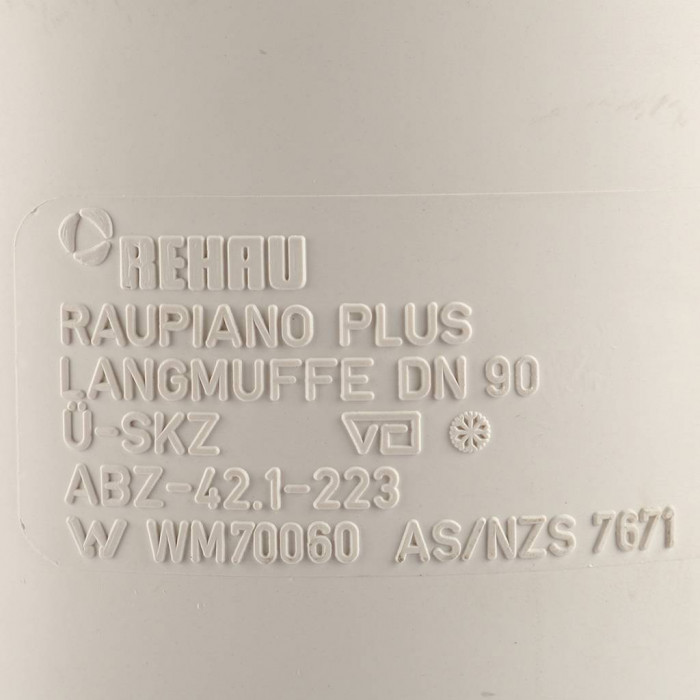 REHAU
RAUPIANO PLUS
LANGMUFFE DN 90
Ü-SKZ
ABZ-42.1-223
W WM70060 AS/NZS 7671